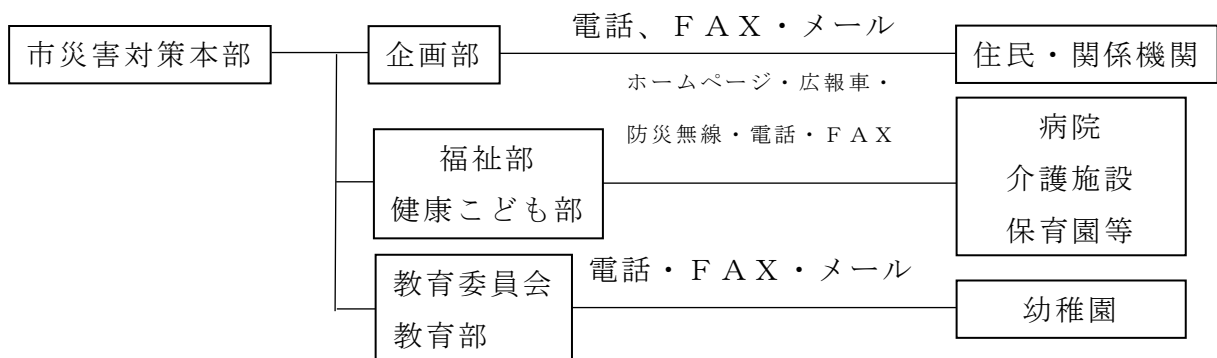 市災害対策本部
企画部
電話、ＦＡＸ・メール
住民・関係機関
ホームページ・広報車・
防災無線・電話・ＦＡＸ
福祉部
健康こども部
病院
介護施設
保育園等
教育委員会
教育部
電話・ＦＡＸ・メール
幼稚園